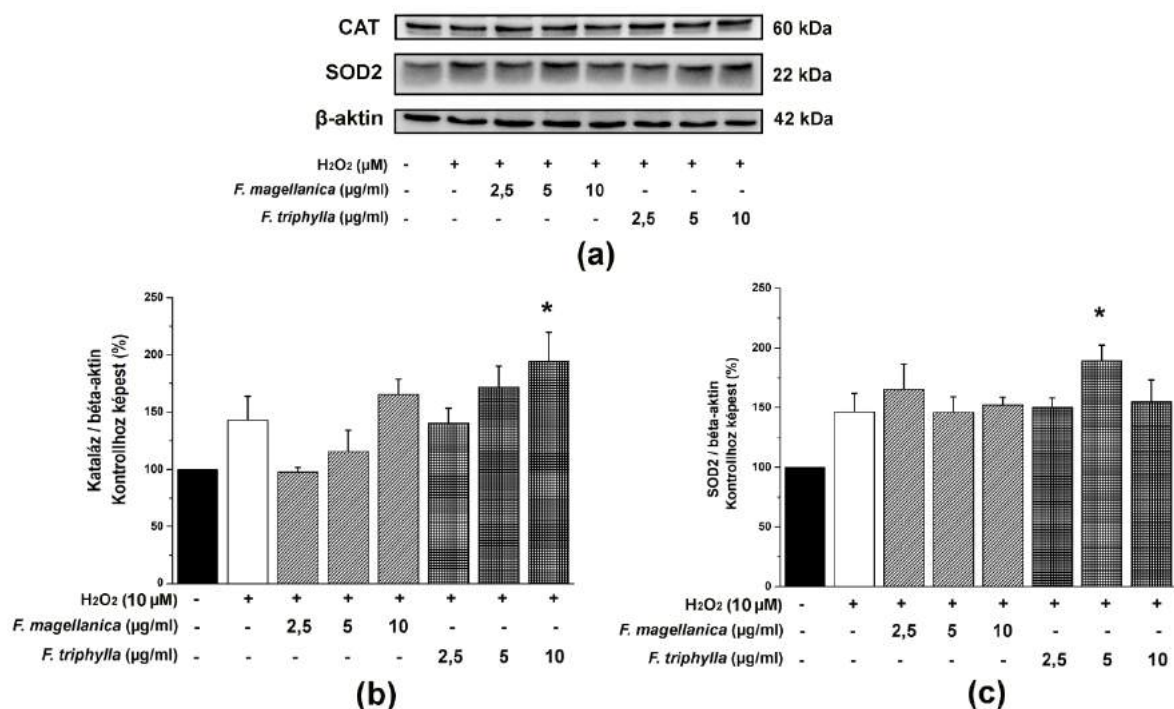 CAT 60 kDa
SOD2 22 kDa
β-aktin 42 kDa
H₂O₂ (µM) - + + + + + + +
F. magellanica (µg/ml) - - 2,5 5 10 - - -
F. triphylla (µg/ml) - - - - - 2,5 5 10
(a)
Kataláz / béta-aktin
Kontrollhoz képest (%)
250
200
150
100
50
0
*
H₂O₂ (10 µM) - + + + + + + +
F. magellanica (µg/ml) - - 2,5 5 10 - - -
F. triphylla (µg/ml) - - - - - 2,5 5 10
(b)
SOD2 / béta-aktin
Kontrollhoz képest (%)
250
200
150
100
50
0
*
H₂O₂ (10 µM) - + + + + + + +
F. magellanica (µg/ml) - - 2,5 5 10 - - -
F. triphylla (µg/ml) - - - - - 2,5 5 10
(c)